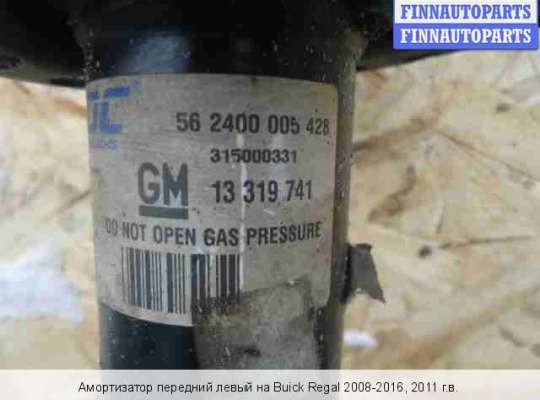 FINNAUTOPARTS
FINNAUTOPARTS
56 2400 005 428
315000331
GM 13 319 741
DO NOT OPEN GAS PRESSURE
Амортизатор передний левый на Buick Regal 2008-2016, 2011 г.в.